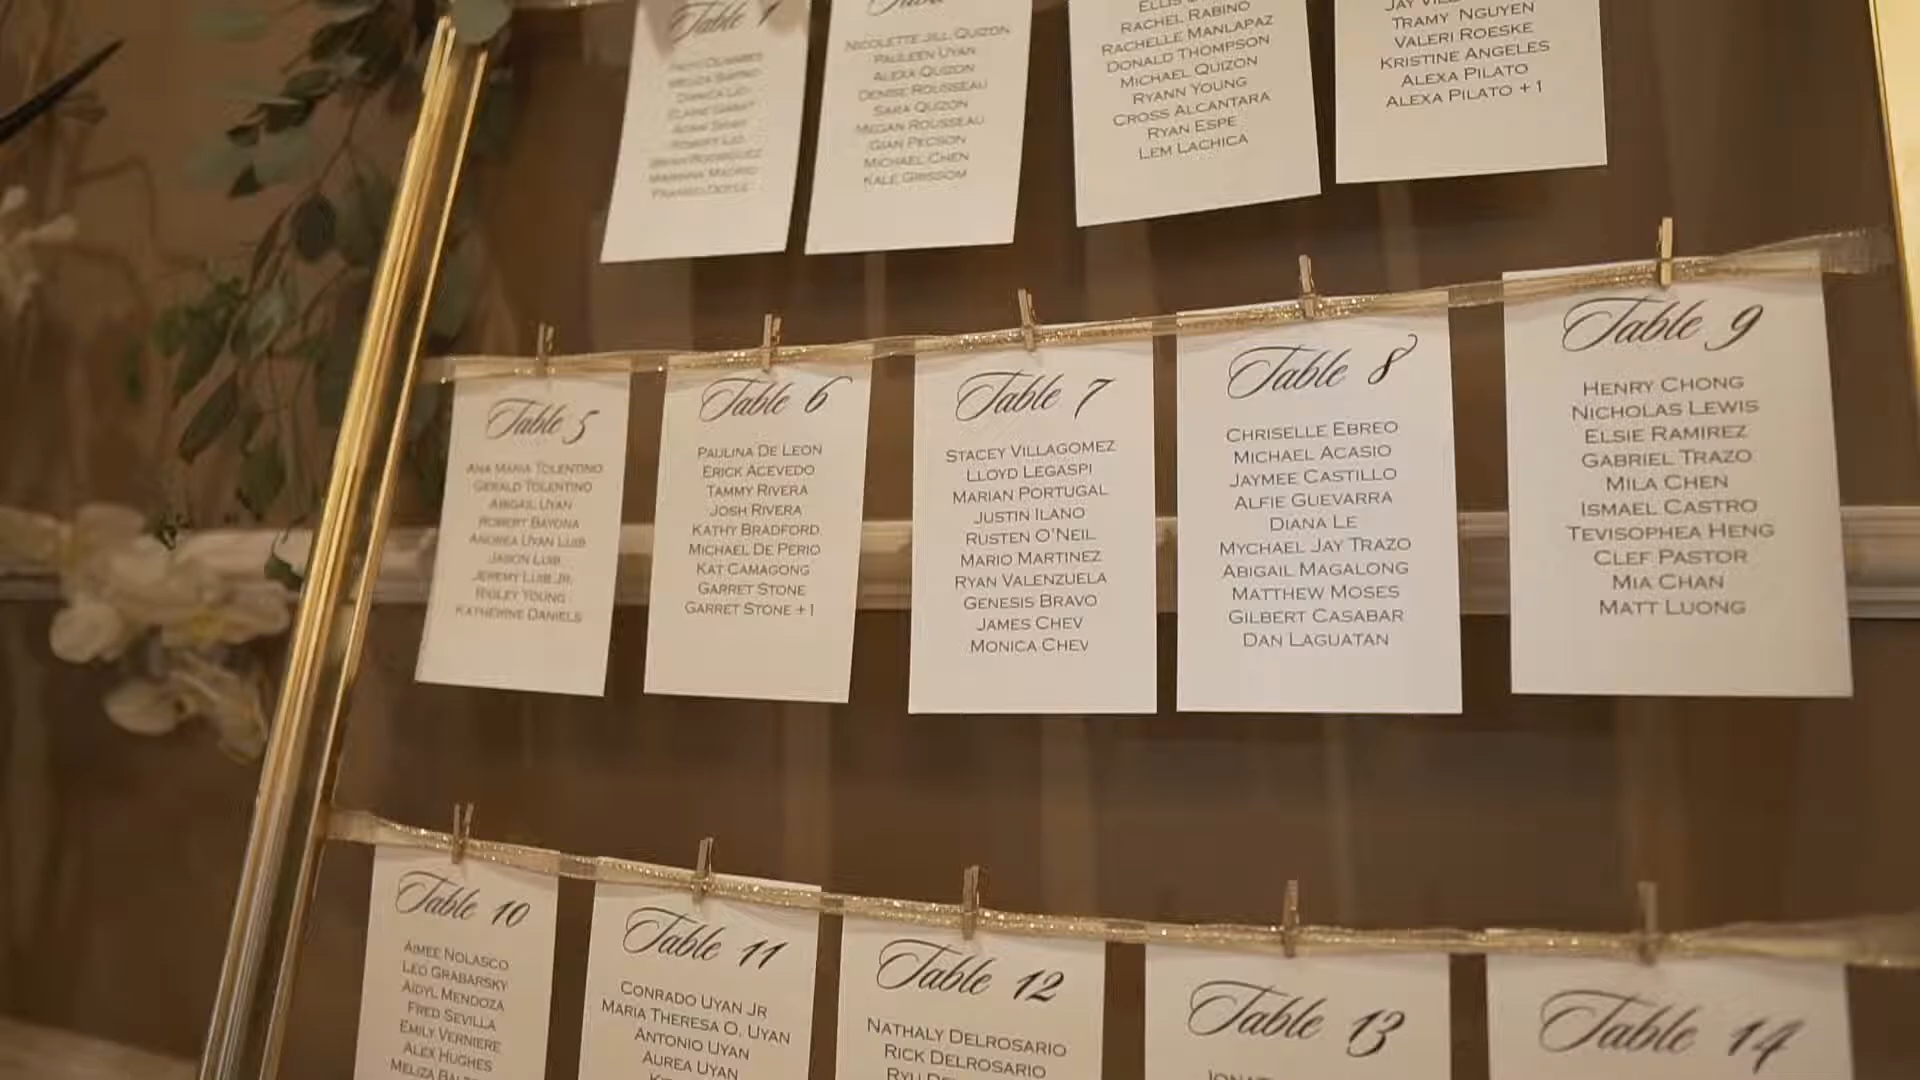 Table 1
NICOLETTE JILL QUIZON
PAULEEN UYAN
ALEXA QUIZON
DENISE ROUSSEAU
SARA QUIZON
MEGAN ROUSSEAU
GIAN PECSON
MICHAEL CHEN
KALE GRISSOM
RACHEL RABINO
RACHELLE MANLAPAZ
DONALD THOMPSON
MICHAEL QUIZON
RYANN YOUNG
CROSS ALCANTARA
RYAN ESPE
LEM LACHICA
TRAMY NGUYEN
VALERI ROESKE
KRISTINE ANGELES
ALEXA PILATO
ALEXA PILATO +1
Table 5
ANA MARIA TOLENTINO
GERALD TOLENTINO
ABIGAIL UYAN
ROBERT BAYONA
ANDREA UYAN LUIB
JASON LUIB
JEREMY LUIB JR.
RIGLEY YOUNG
KATHERINE DANIELS
Table 6
PAULINA DE LEON
ERICK ACEVEDO
TAMMY RIVERA
JOSH RIVERA
KATHY BRADFORD
MICHAEL DE PERIO
KAT CAMAGONG
GARRET STONE
GARRET STONE +1
Table 7
STACEY VILLAGOMEZ
LLOYD LEGASPI
MARIAN PORTUGAL
JUSTIN ILANO
RUSTEN O'NEIL
MARIO MARTINEZ
RYAN VALENZUELA
GENESIS BRAVO
JAMES CHEV
MONICA CHEV
Table 8
CHRISELLE EBREO
MICHAEL ACASIO
JAYMEE CASTILLO
ALFIE GUEVARRA
DIANA LE
MYCHAEL JAY TRAZO
ABIGAIL MAGALONG
MATTHEW MOSES
GILBERT CASABAR
DAN LAGUATAN
Table 9
HENRY CHONG
NICHOLAS LEWIS
ELSIE RAMIREZ
GABRIEL TRAZO
MILA CHEN
ISMAEL CASTRO
TEVISOPHEA HENG
CLEF PASTOR
MIA CHAN
MATT LUONG
Table 10
AIMEE NOLASCO
LEO GRABARSKY
AIDYL MENDOZA
FRED SEVILLA
EMILY VERNIERE
ALEX HUGHES
MELIZA
Table 11
CONRADO UYAN JR
MARIA THERESA O. UYAN
ANTONIO UYAN
AUREA UYAN
Table 12
NATHALY DELROSARIO
RICK DELROSARIO
Table 13
Table 14